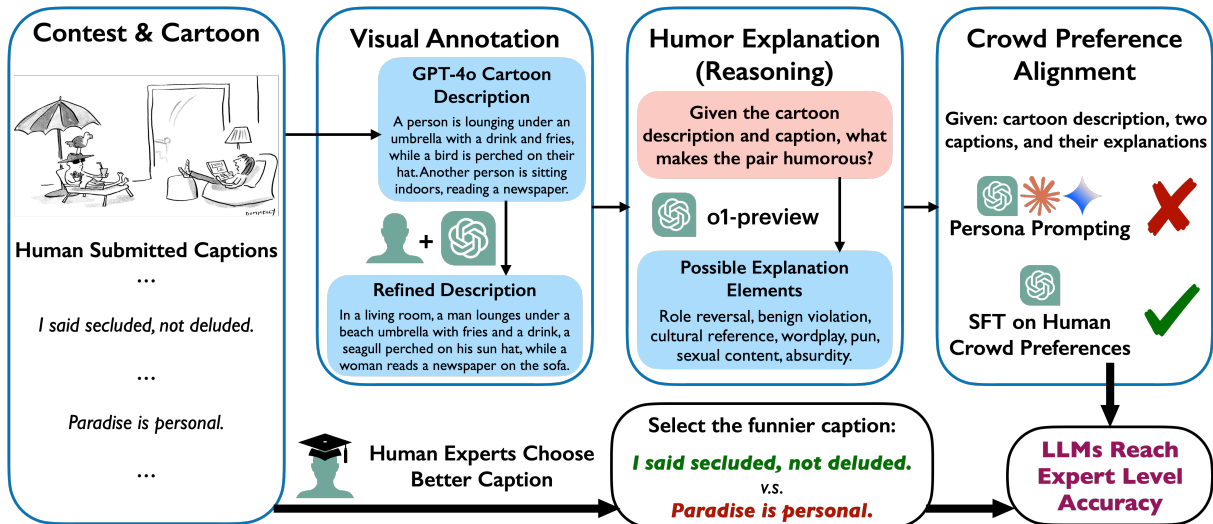 Contest & Cartoon
Human Submitted Captions
...
I said secluded, not deluded.
...
Paradise is personal.
...
Visual Annotation
GPT-4o Cartoon
Description
A person is lounging under an
umbrella with a drink and fries,
while a bird is perched on their
hat. Another person is sitting
indoors, reading a newspaper.
+
Refined Description
In a living room, a man lounges under a
beach umbrella with fries and a drink, a
seagull perched on his sun hat, while a
woman reads a newspaper on the sofa.
Humor Explanation
(Reasoning)
Given the cartoon
description and caption, what
makes the pair humorous?
o1-preview
Possible Explanation
Elements
Role reversal, benign violation,
cultural reference, wordplay, pun,
sexual content, absurdity.
Crowd Preference
Alignment
Given: cartoon description, two
captions, and their explanations
Persona Prompting
SFT on Human
Crowd Preferences
Human Experts Choose
Better Caption
Select the funnier caption:
I said secluded, not deluded.
v.s.
Paradise is personal.
LLMs Reach
Expert Level
Accuracy